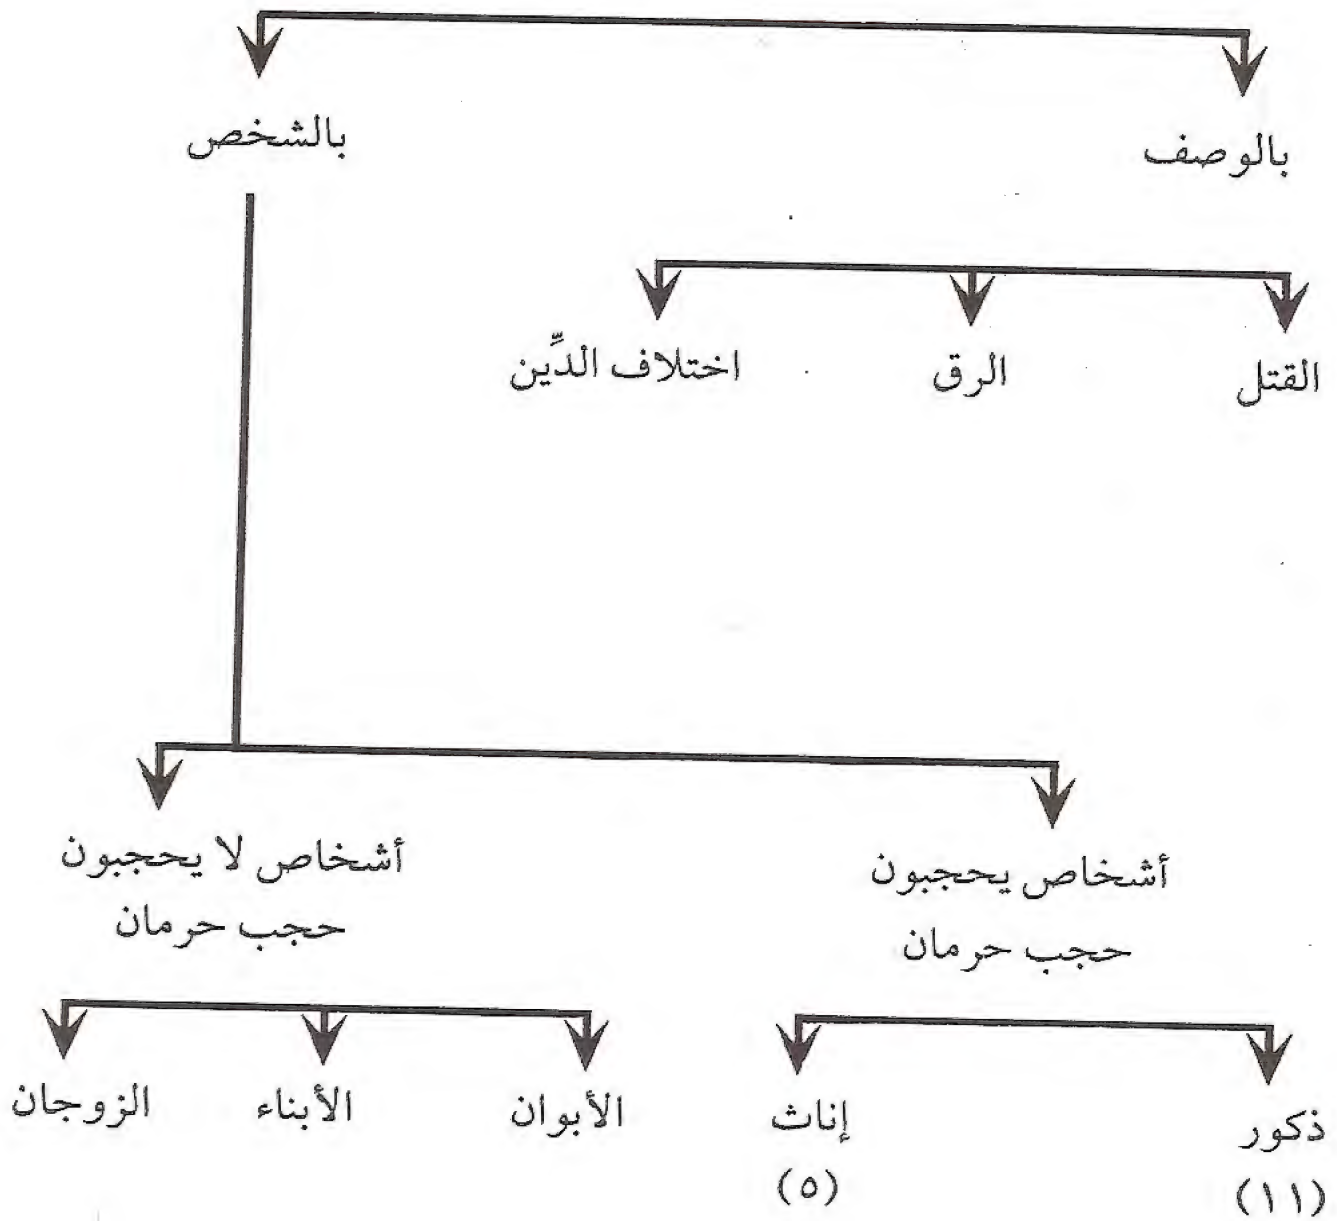 بالوصف
بالشخص
القتل
الرق
اختلاف الدِّين
أشخاص يحجبون
حجب حرمان
أشخاص لا يحجبون
حجب حرمان
ذكور
(١١)
إناث
(٥)
الأبوان
الأبناء
الزوجان